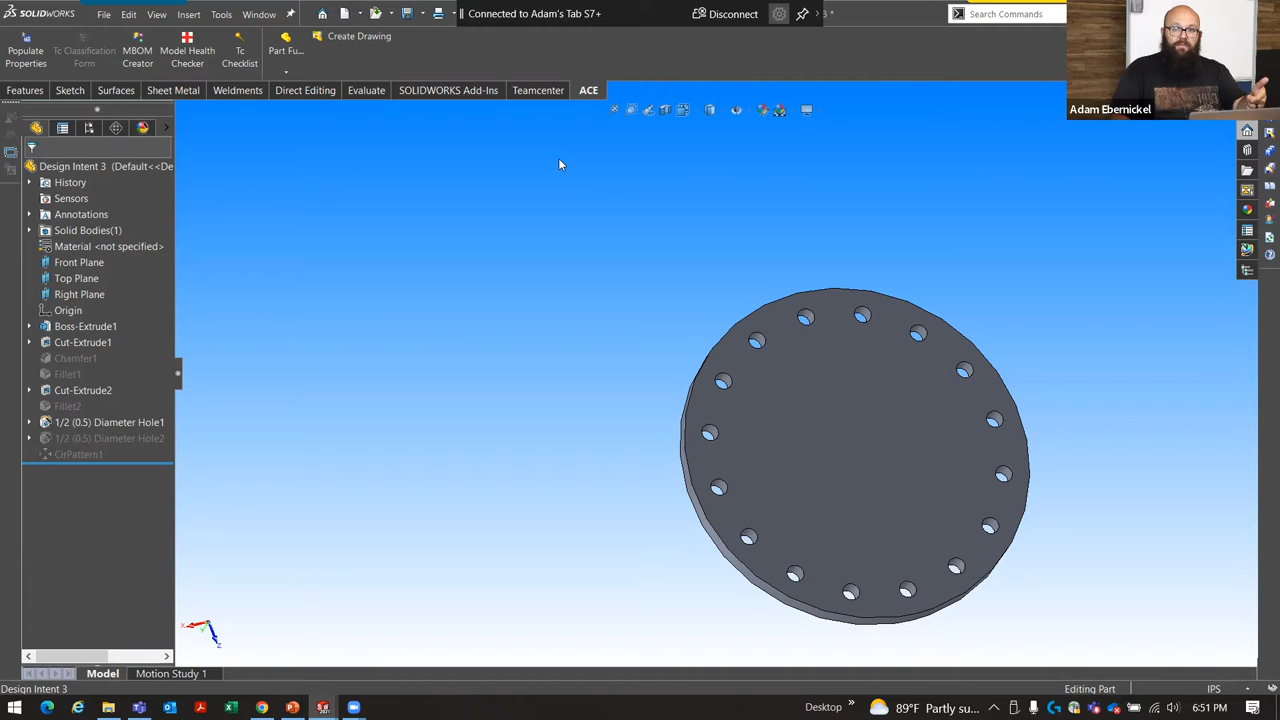 SOLIDWORKS File Edit View Insert Tools Window
Connected to Adam's Tab S7+
Disconnect
Search Commands
Populate Properties
Tc Classification Form
MBOM Creator
Model Health Checker
Tc Checklist
Part Fu...
Create Drawing
Features Sketch Surfaces Sheet Metal Weldments Direct Editing Evaluate SOLIDWORKS Add-Ins Teamcenter ACE
Adam Ebernickel
Design Intent 3 (Default<<De
History
Sensors
Annotations
Solid Bodies(1)
Material <not specified>
Front Plane
Top Plane
Right Plane
Origin
Boss-Extrude1
Cut-Extrude1
Chamfer1
Fillet1
Cut-Extrude2
Fillet2
1/2 (0.5) Diameter Hole1
1/2 (0.5) Diameter Hole2
CirPattern1
Model Motion Study 1
Design Intent 3
Editing Part
IPS
Desktop
89°F Partly su...
6:51 PM